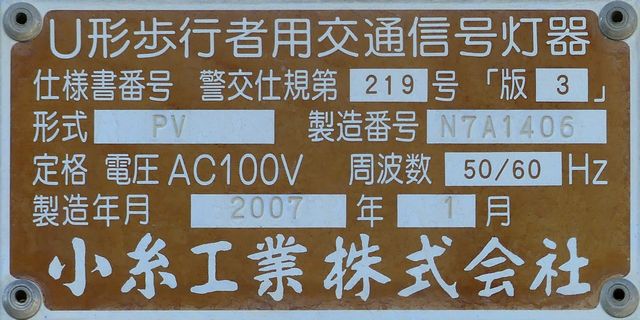 U形歩行者用交通信号灯器
仕様書番号 警交仕規第 219 号 「版 3 」
形式 PV 製造番号 N7A1406
定格 電圧 AC100V 周波数 50/60 Hz
製造年月 2007 年 1 月
小糸工業株式会社